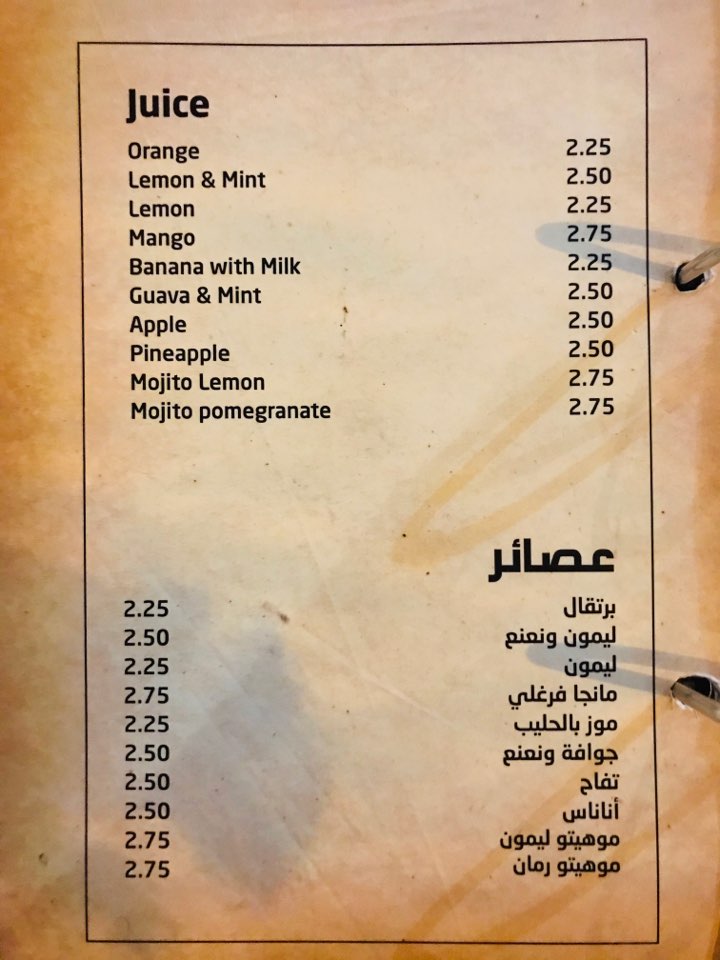 Juice
Orange 2.25
Lemon & Mint 2.50
Lemon 2.25
Mango 2.75
Banana with Milk 2.25
Guava & Mint 2.50
Apple 2.50
Pineapple 2.50
Mojito Lemon 2.75
Mojito pomegranate 2.75
عصائر
برتقال 2.25
ليمون ونعنع 2.50
ليمون 2.25
مانجا فرغلي 2.75
موز بالحليب 2.25
جوافة ونعنع 2.50
تفاح 2.50
أناناس 2.50
موهيتو ليمون 2.75
موهيتو رمان 2.75